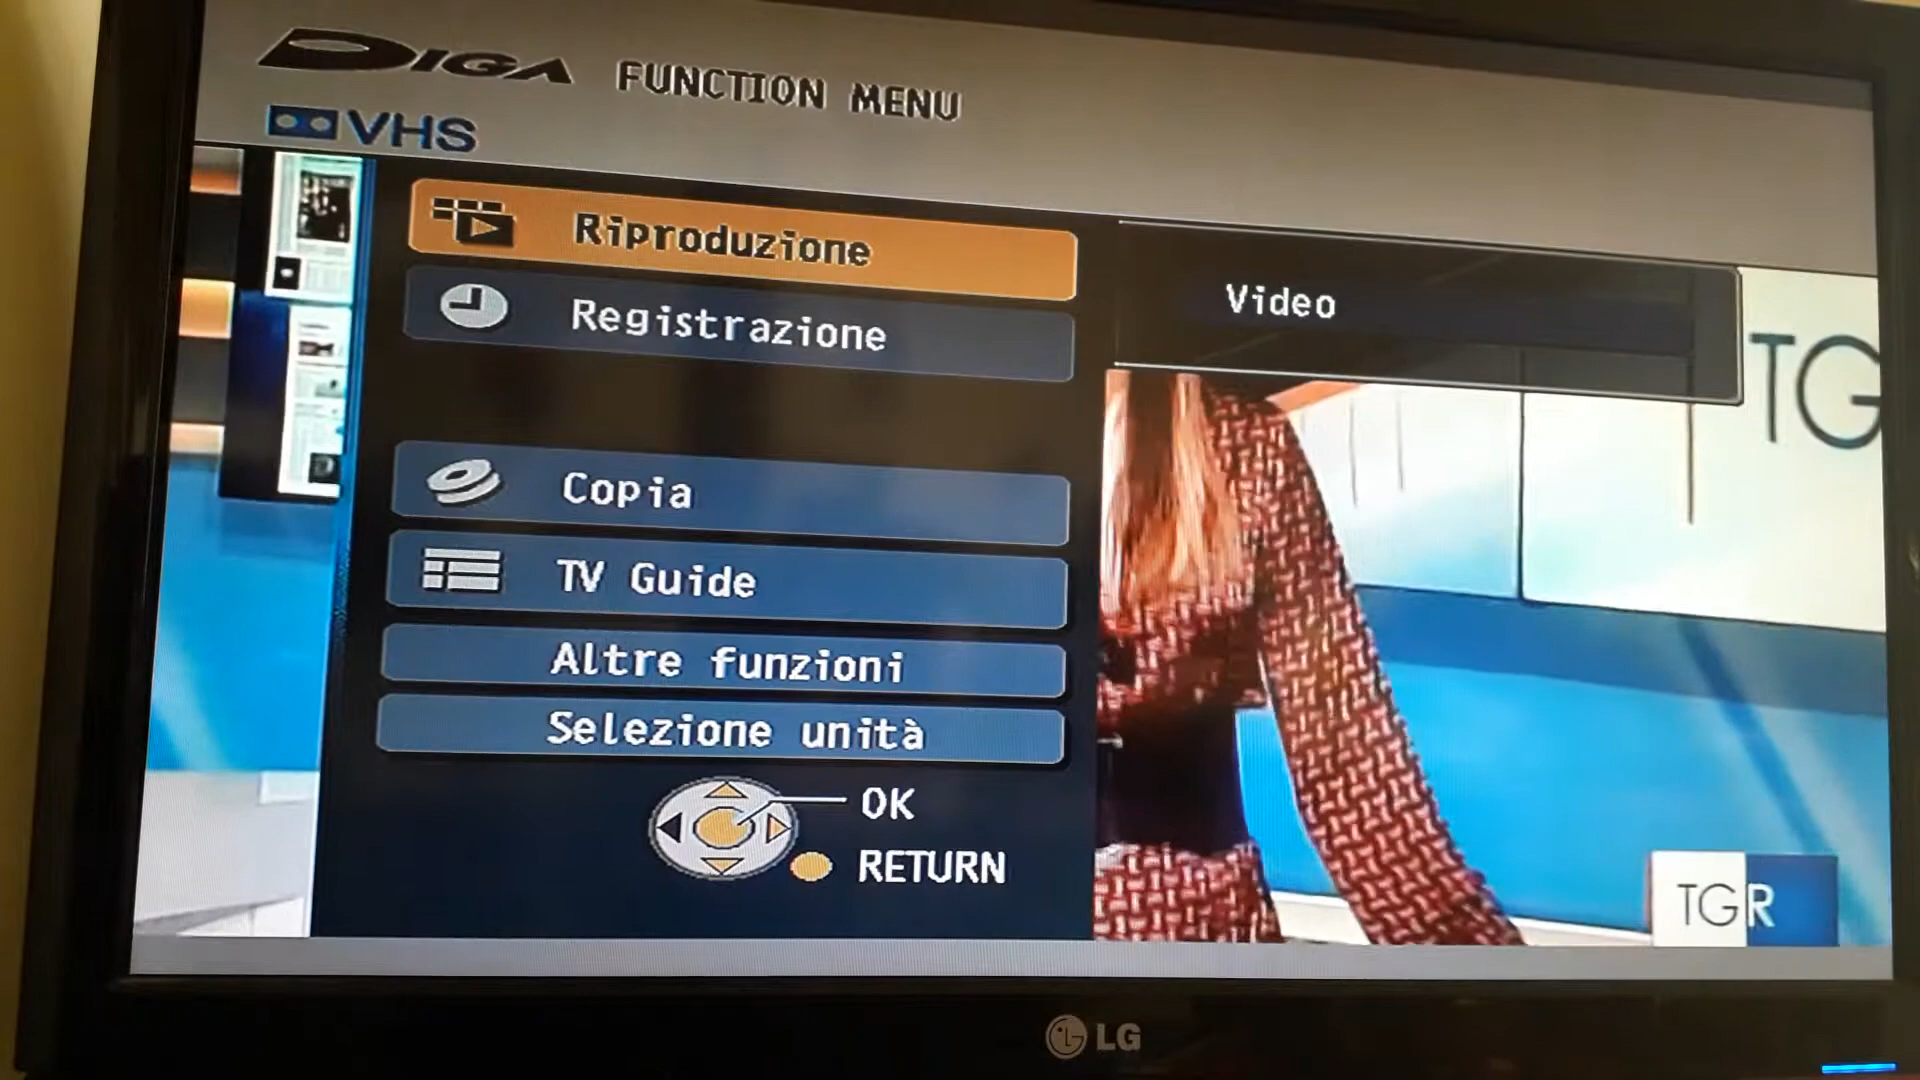 DIGA FUNCTION MENU
VHS
Riproduzione
Registrazione
Video
TG
Copia
TV Guide
Altre funzioni
Selezione unità
OK
RETURN
TGR
LG